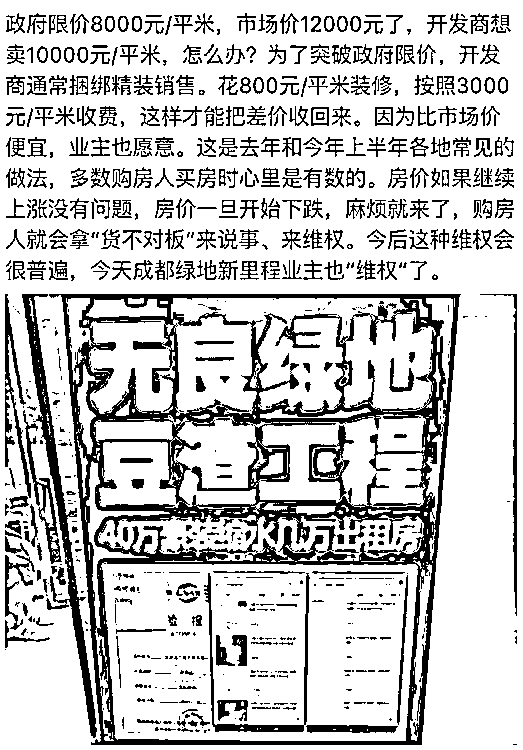 政府限价8000元/平米，市场价12000元了，开发商想
卖10000元/平米，怎么办？为了突破政府限价，开发
商通常捆绑精装销售。花800元/平米装修，按照3000
元/平米收费，这样才能把差价收回来。因为比市场价
便宜，业主也愿意。这是去年和今年上半年各地常见的
做法，多数购房人买房时心里是有数的。房价如果继续
上涨没有问题，房价一旦开始下跌，麻烦就来了，购房
人就会拿“货不对板”来说事、来维权。今后这种维权会
很普遍，今天成都绿地新里程业主也“维权“了。
无良绿地
豆渣工程
40万精装缩水几万出租房